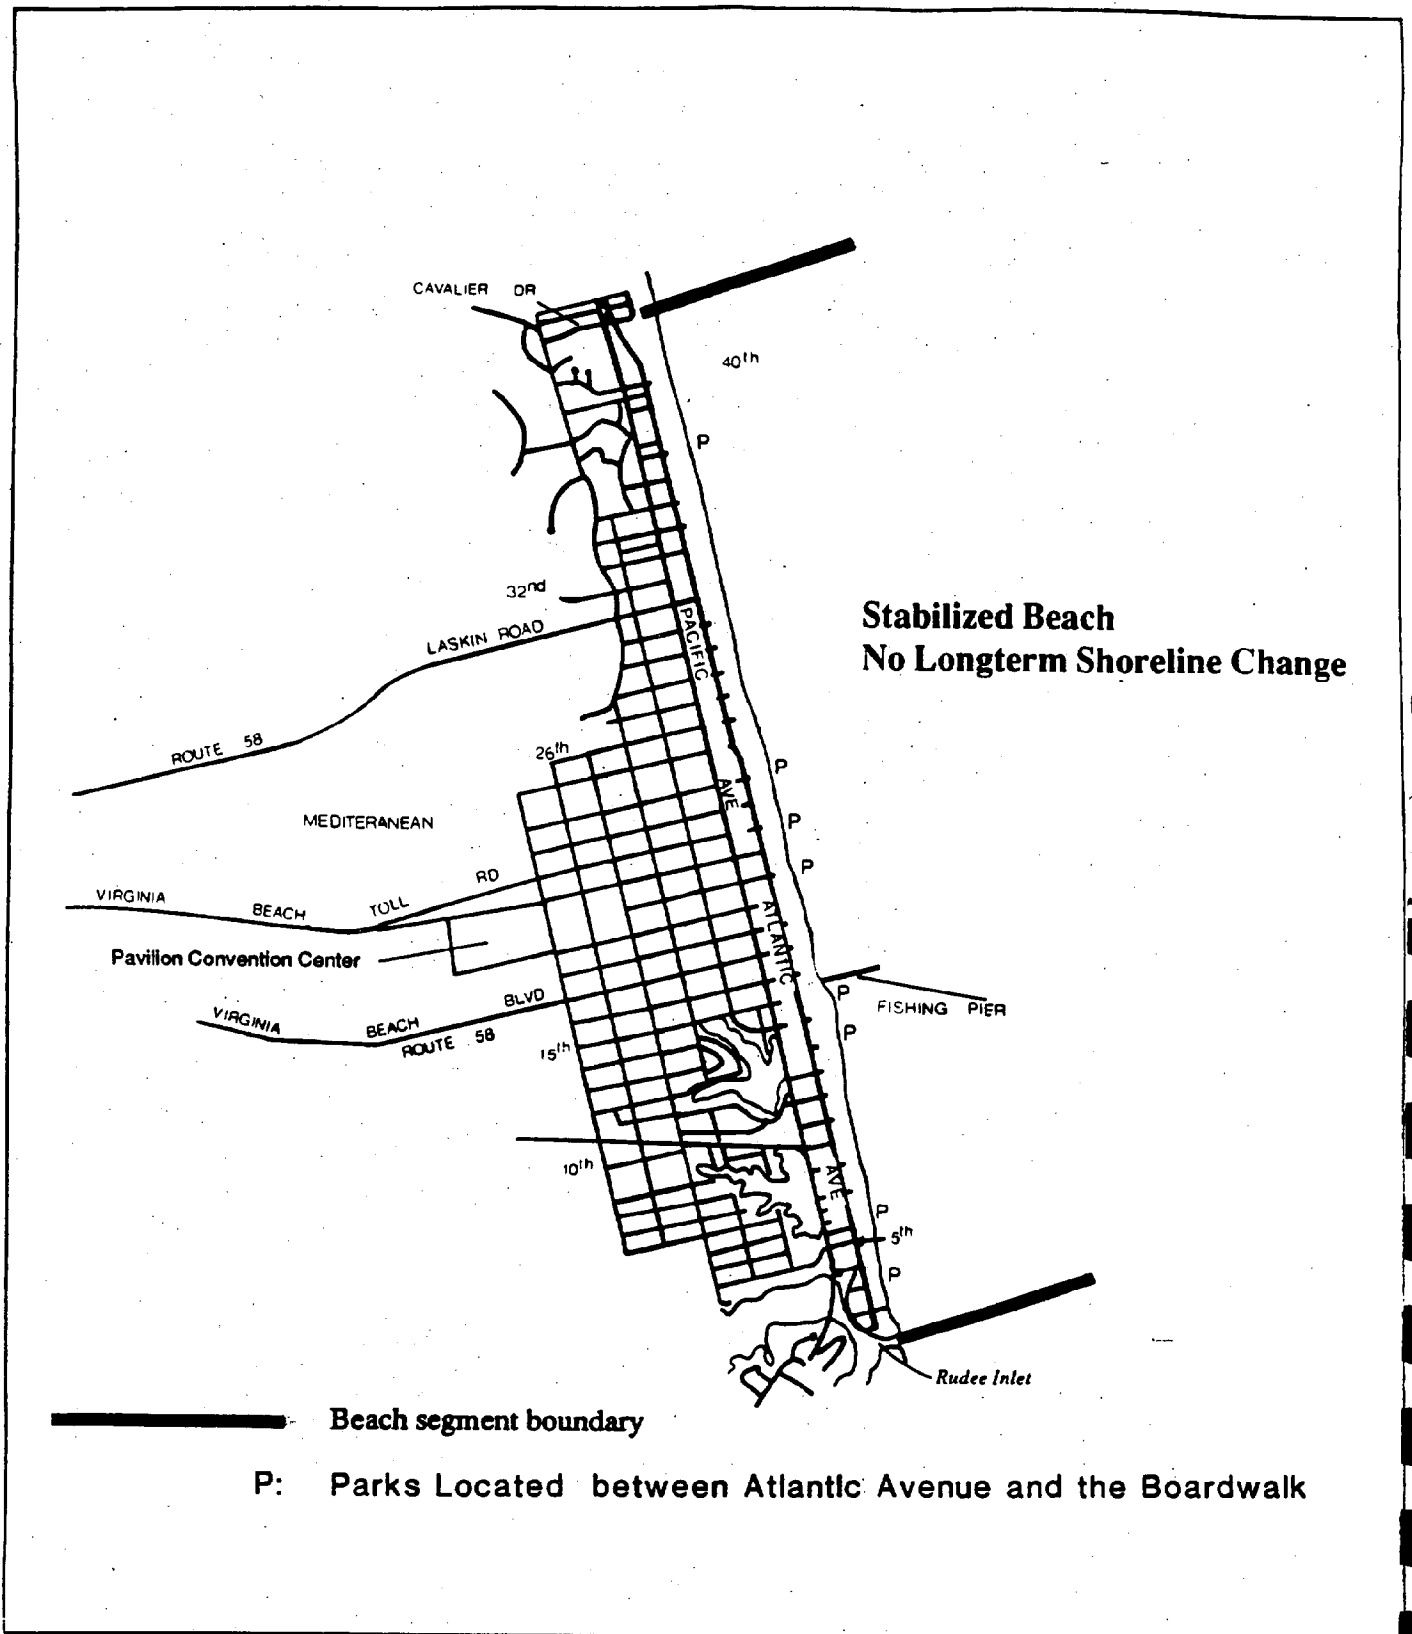 CAVALIER DR
40th
P
32nd
LASKIN ROAD
PACIFIC
Stabilized Beach
No Longterm Shoreline Change
ROUTE 58
26th
P
AVE
MEDITERANEAN
P
P
RD
VIRGINIA BEACH TOLL
ATLANTIC
Pavilion Convention Center
P
FISHING PIER
BLVD
VIRGINIA BEACH
ROUTE 58
P
15th
10th
AVE
P
5th
P
Rudee Inlet
Beach segment boundary
P: Parks Located between Atlantic Avenue and the Boardwalk